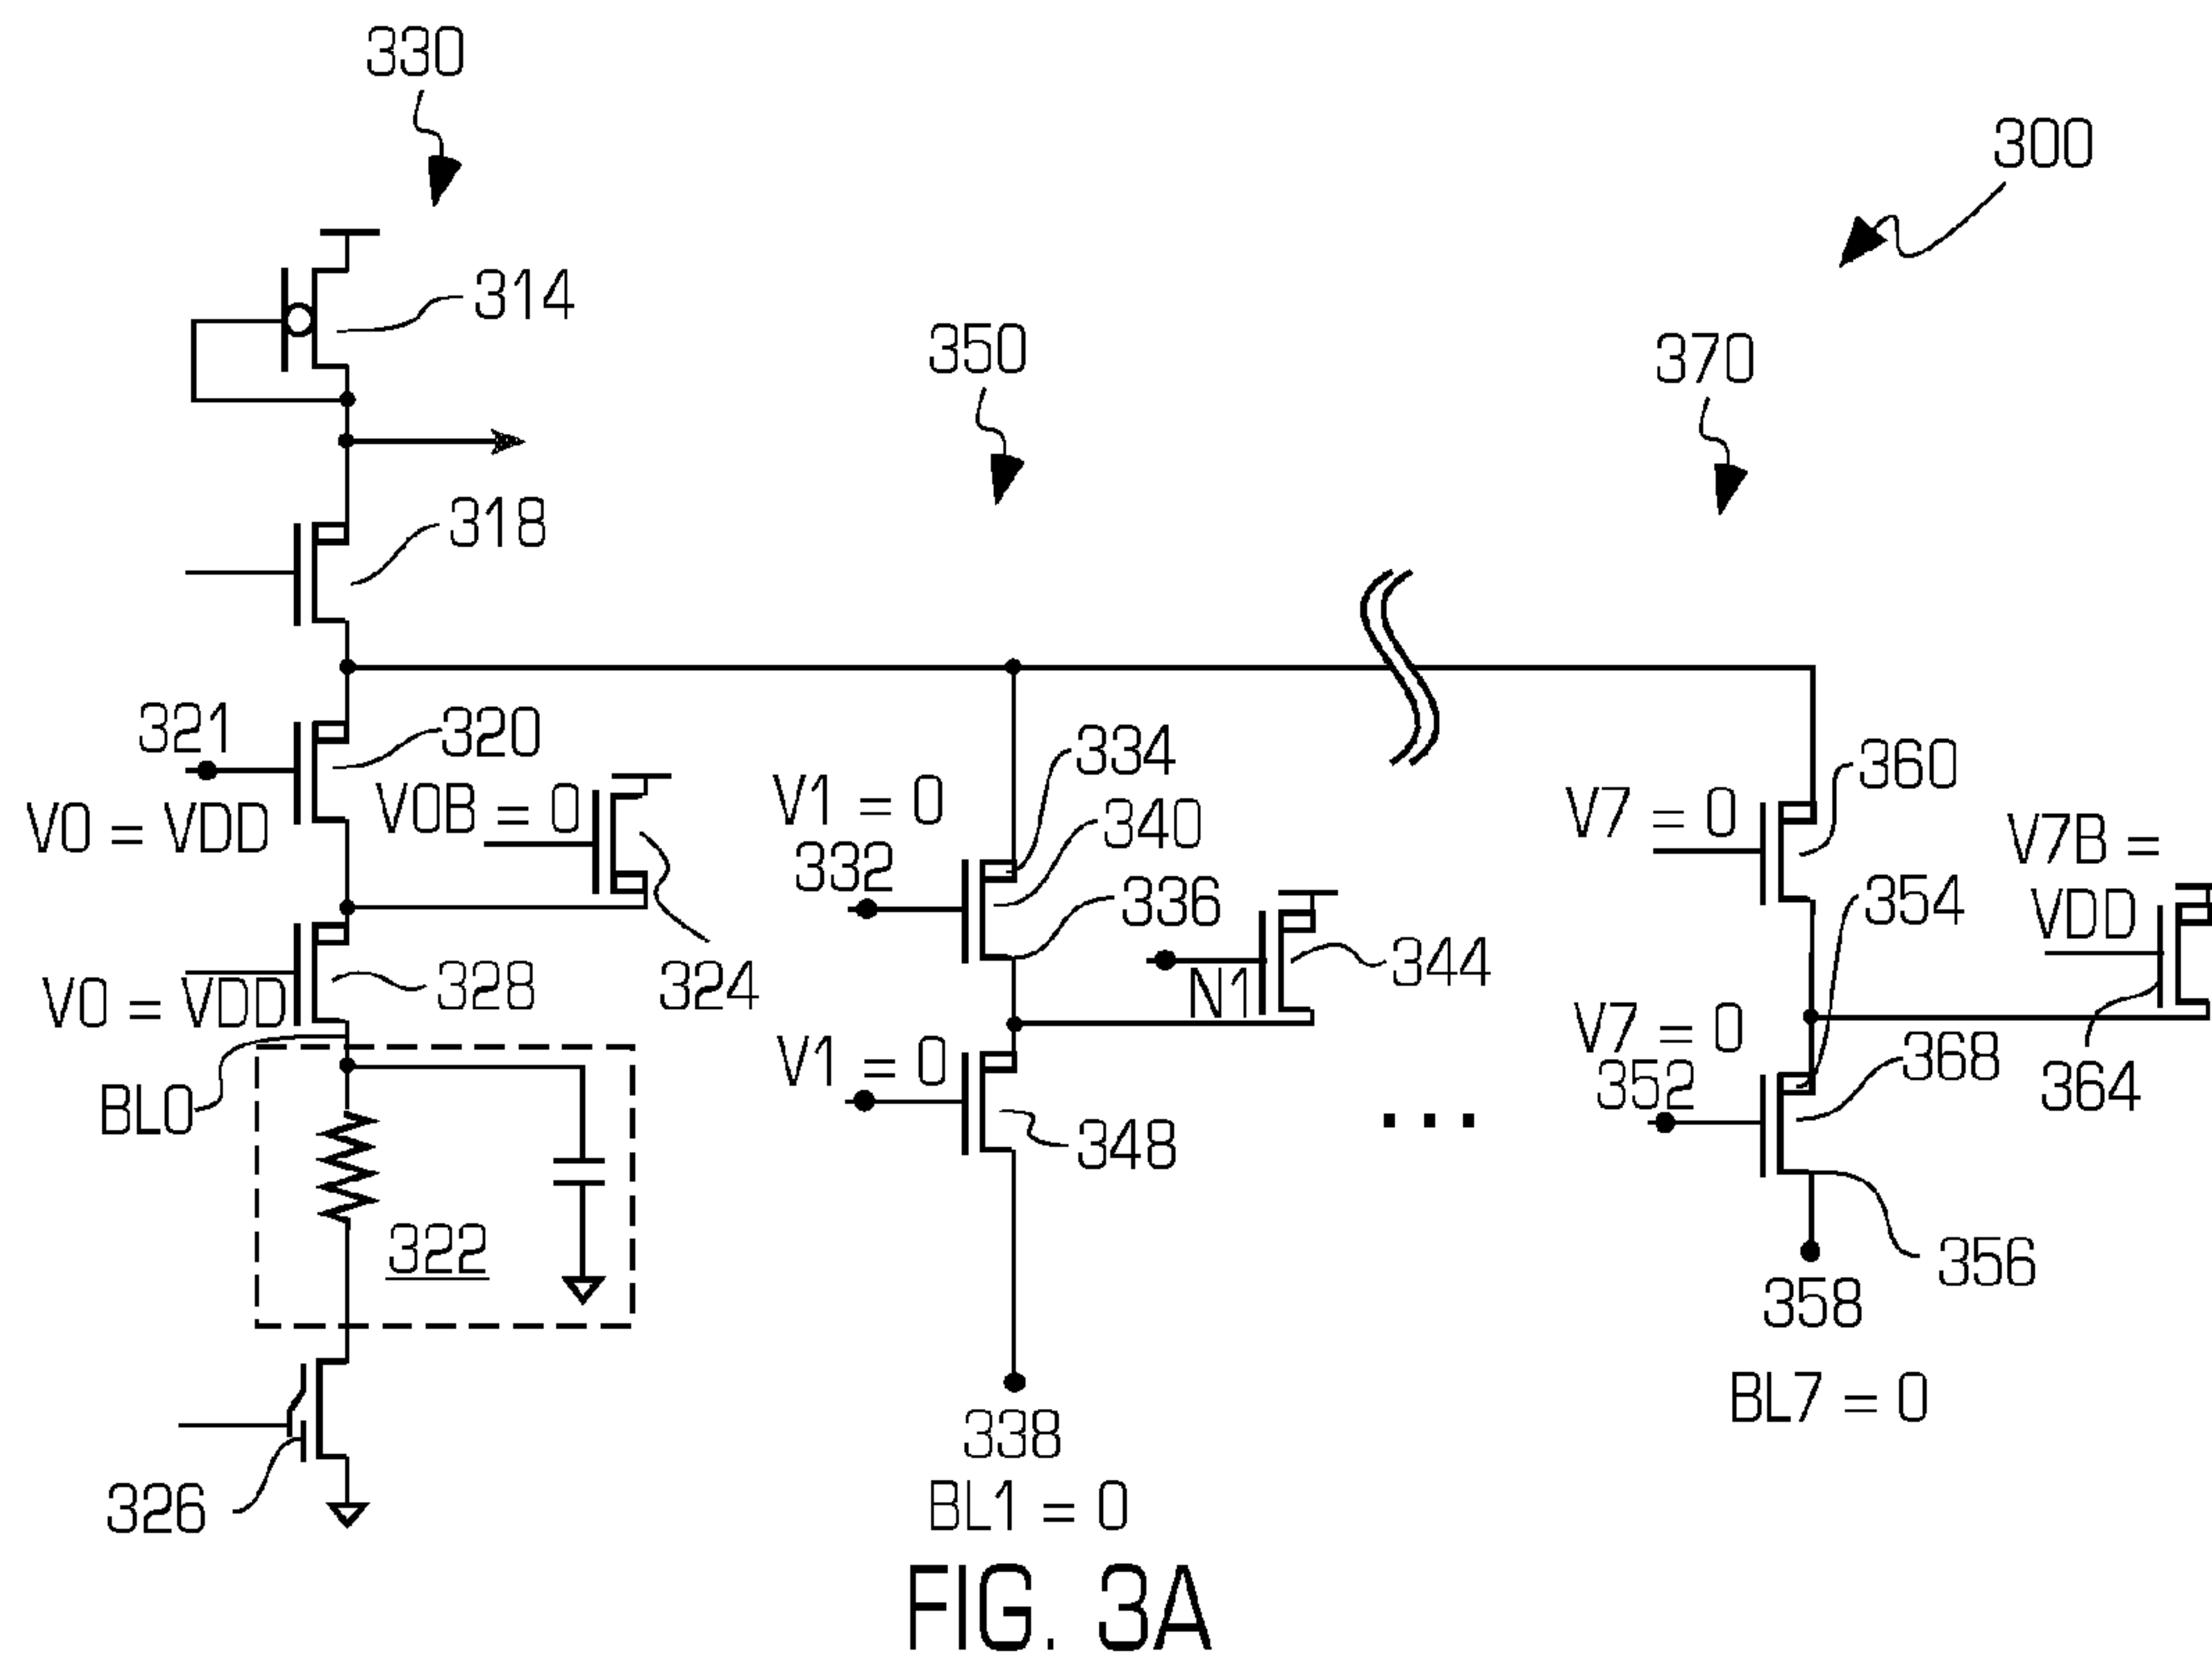 330
300
314
350
370
318
321
320
334
360
V0 = VDD
V0B = 0
V1 = 0
340
V7 = 0
V7B =
VDD
332
336
354
328
324
N1
344
V0 = VDD
V1 = 0
V7 = 0
352
368
364
BL0
348
322
356
358
BL7 = 0
338
326
BL1 = 0
FIG. 3A